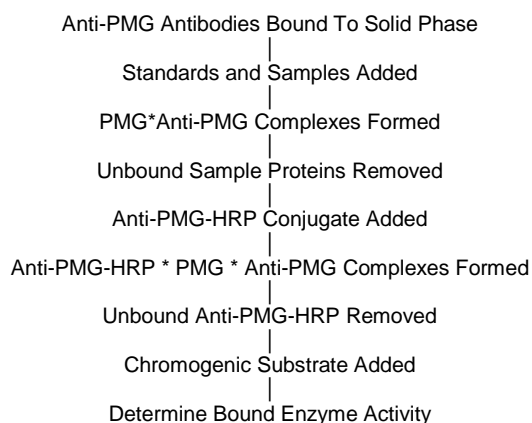 Anti-PMG Antibodies Bound To Solid Phase
Standards and Samples Added
PMG*Anti-PMG Complexes Formed
Unbound Sample Proteins Removed
Anti-PMG-HRP Conjugate Added
Anti-PMG-HRP * PMG * Anti-PMG Complexes Formed
Unbound Anti-PMG-HRP Removed
Chromogenic Substrate Added
Determine Bound Enzyme Activity